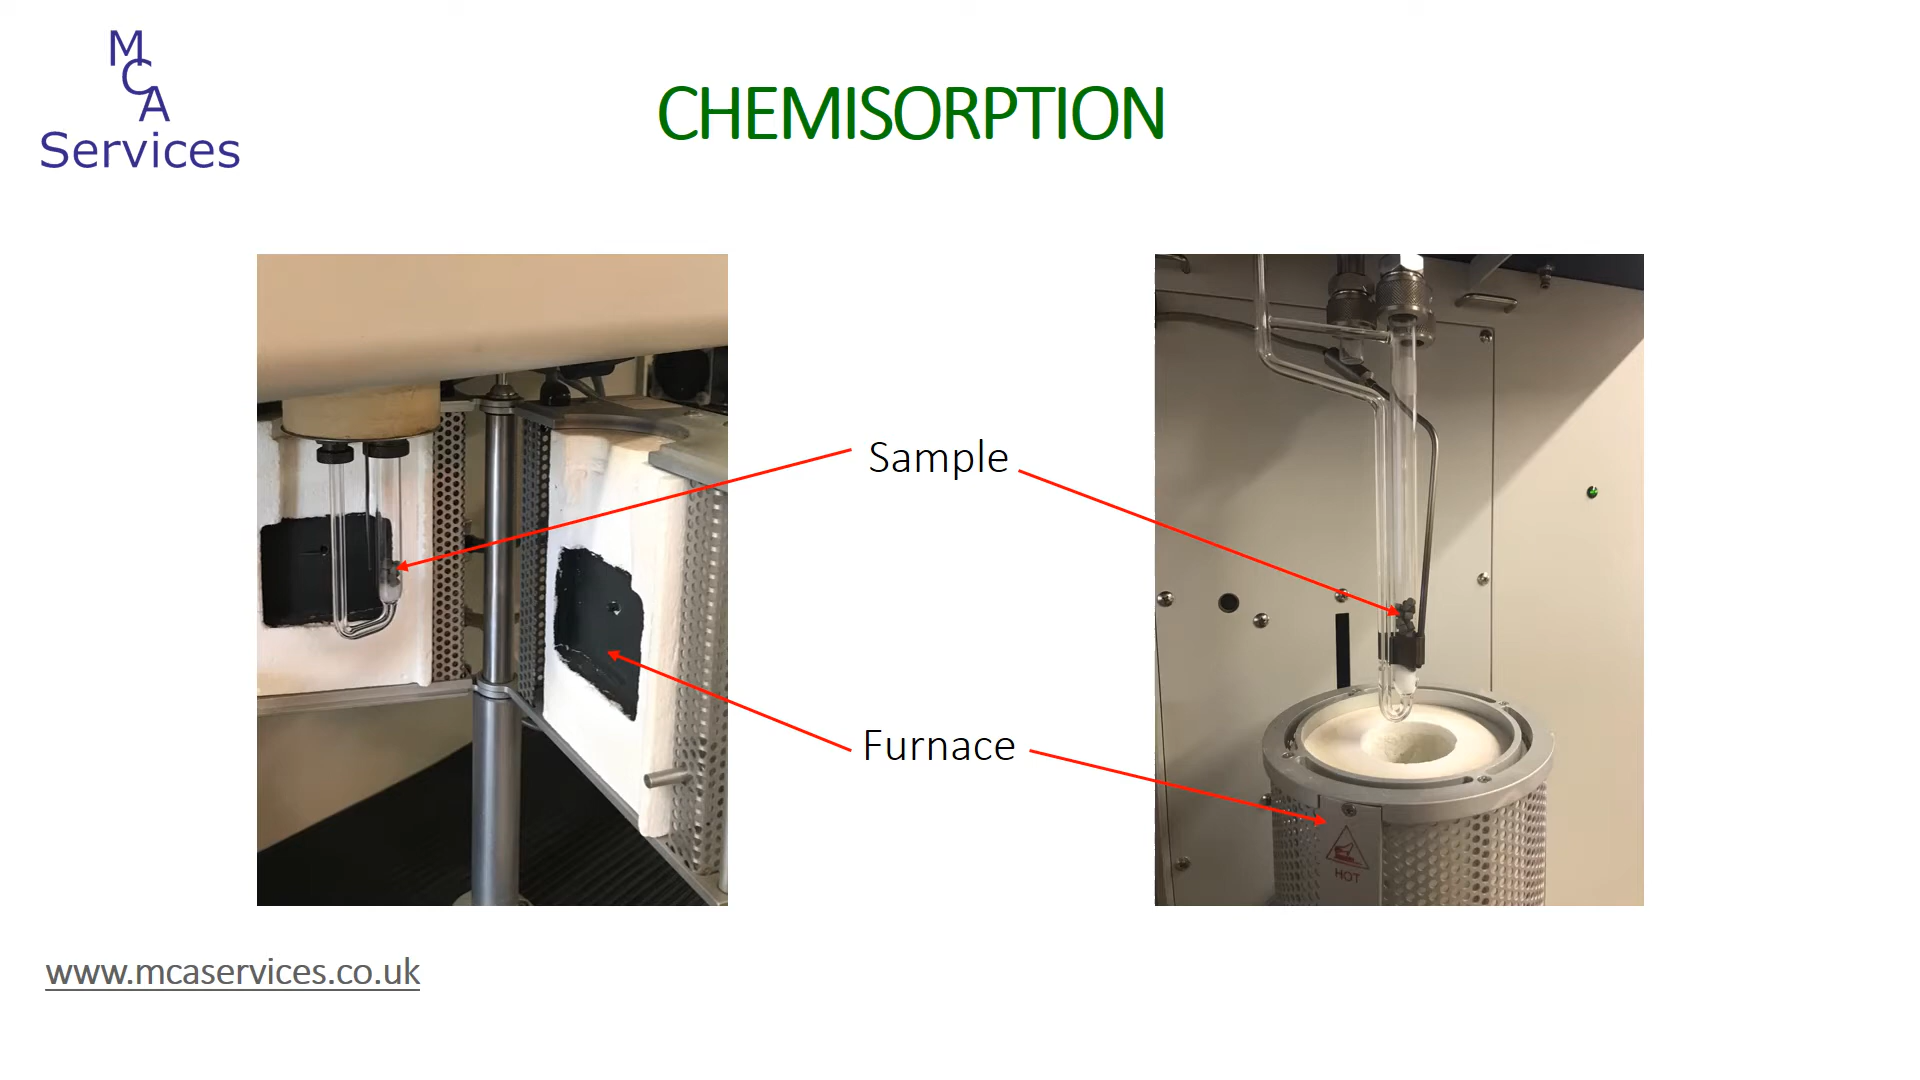 M
C
A
Services
CHEMISORPTION
Sample
Furnace
HOT
www.mcaservices.co.uk